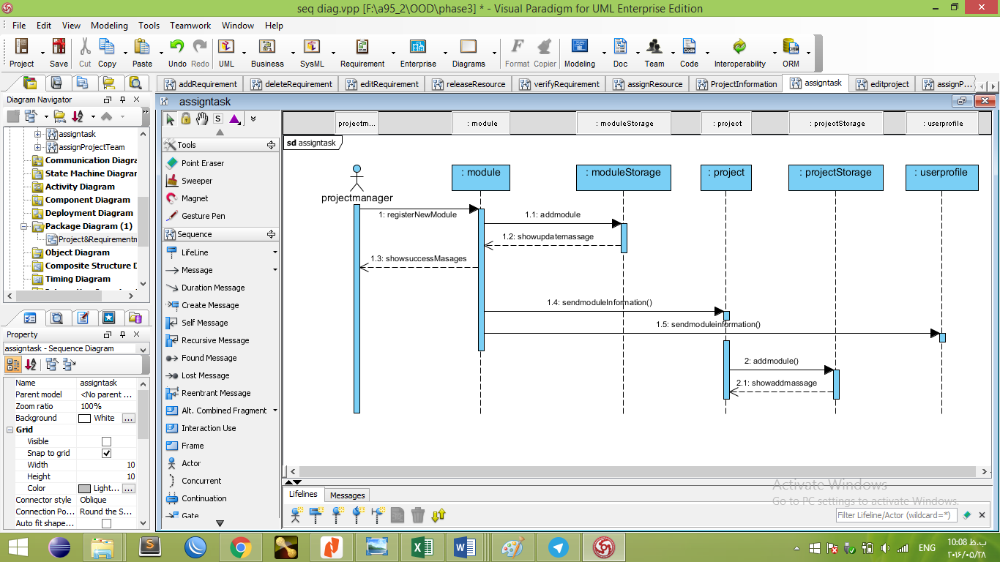 seq diag.vpp [F:\a95_2\OOD\phase3] * - Visual Paradigm for UML Enterprise Edition
File Edit View Modeling Tools Teamwork Window Help
Project Save Cut Copy Paste Undo Redo UML Business SysML Requirement Enterprise Diagrams Format Copier Modeling Doc Team Code Interoperability ORM
addRequirement deleteRequirement editRequirement releaseResource verifyRequirement assignResource ProjectInformation assigntask editproject assignP...
Diagram Navigator
assigntask
assignProjectTeam
Communication Diagra
State Machine Diagran
Activity Diagram
Component Diagram
Deployment Diagram
Package Diagram (1)
Project&Requirementn
Object Diagram
Composite Structure D
Timing Diagram
Property
assigntask - Sequence Diagram
Name assigntask
Parent model <No parent ...
Zoom ratio 100%
Background White ...
Grid
Visible
Snap to grid
Width 10
Height 10
Color Light... ...
Connector style Oblique
Connection Po... Round the S...
Auto fit shape...
assigntask
S
Tools
Point Eraser
Sweeper
Magnet
Gesture Pen
Sequence
LifeLine
Message
Duration Message
Create Message
Self Message
Recursive Message
Found Message
Lost Message
Reentrant Message
Alt. Combined Fragment
Interaction Use
Frame
Actor
Concurrent
Continuation
Gate
projectm... : module : moduleStorage : project : projectStorage : userprofile
sd assigntask
: module : moduleStorage : project : projectStorage : userprofile
projectmanager
1: registerNewModule
1.1: addmodule
1.2: showupdatemassage
1.3: showsuccessMasages
1.4: sendmoduleInformation()
1.5: sendmoduleinformation()
2: addmodule()
2.1: showaddmassage
Activate Windows
Go to PC settings to activate Windows.
Lifelines Messages
Filter Lifeline/Actor (wildcard=*)
ENG
10:08 ب.ظ
٢٠١۶/٠۵/٢٨